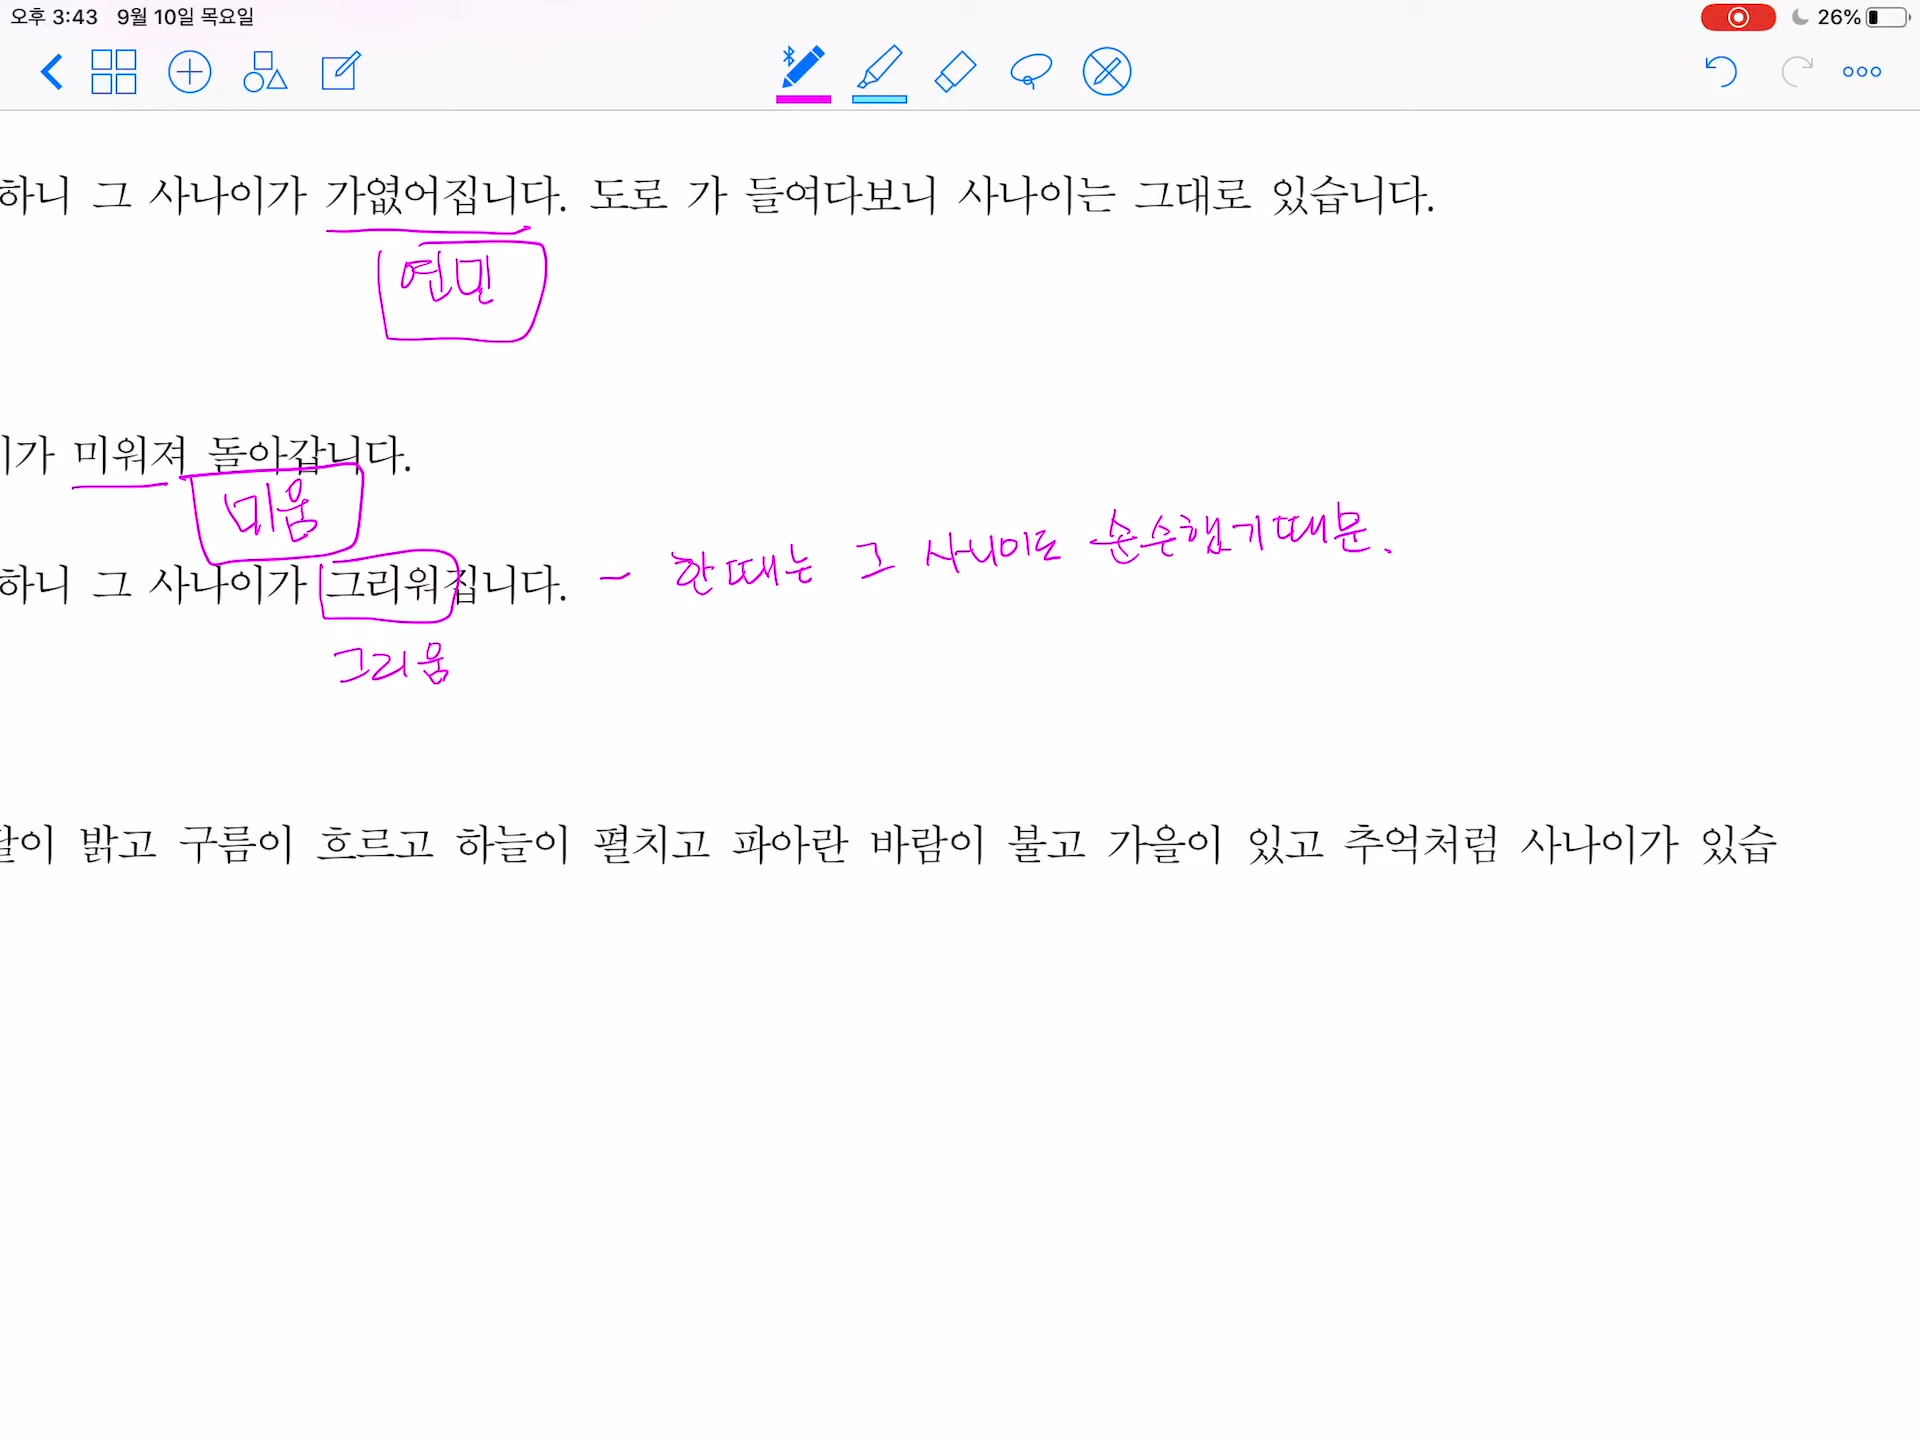 오후 3:43 9월 10일 목요일 26%
하니 그 사나이가 가엾어집니다. 도로 가 들여다보니 사나이는 그대로 있습니다.
연민
가 미워져 돌아갑니다.
미움
하니 그 사나이가 그리워집니다. - 한때는 그 사나이도 순수했기때문.
그리움
달이 밝고 구름이 흐르고 하늘이 펼치고 파아란 바람이 불고 가을이 있고 추억처럼 사나이가 있습